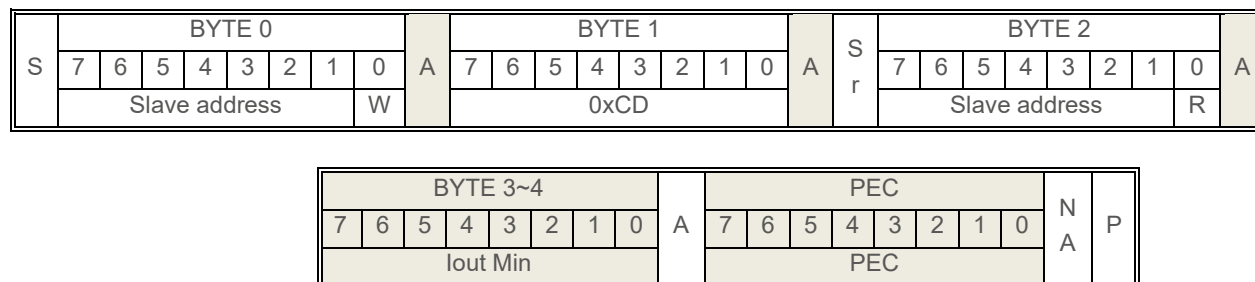 BYTE 0 BYTE 1 BYTE 2
S 7 6 5 4 3 2 1 0 A 7 6 5 4 3 2 1 0 A Sr 7 6 5 4 3 2 1 0 A
Slave address W 0xCD Slave address R
BYTE 3~4 PEC
7 6 5 4 3 2 1 0 A 7 6 5 4 3 2 1 0 NA P
Iout Min PEC